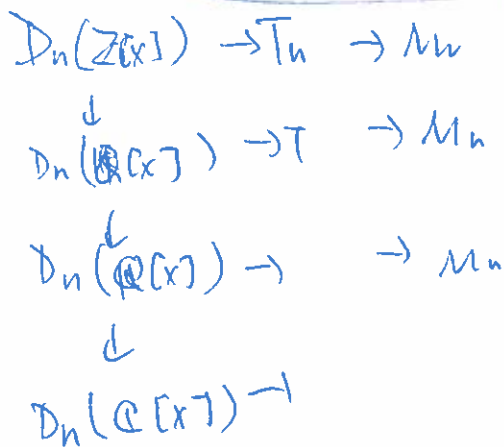 Dn(Z[x]) → Tn → Mn
↓
Dn(Q[x]) → T → Mn
↓
Dn(Q[x]) → → Mn
↓
Dn(C[x]) →